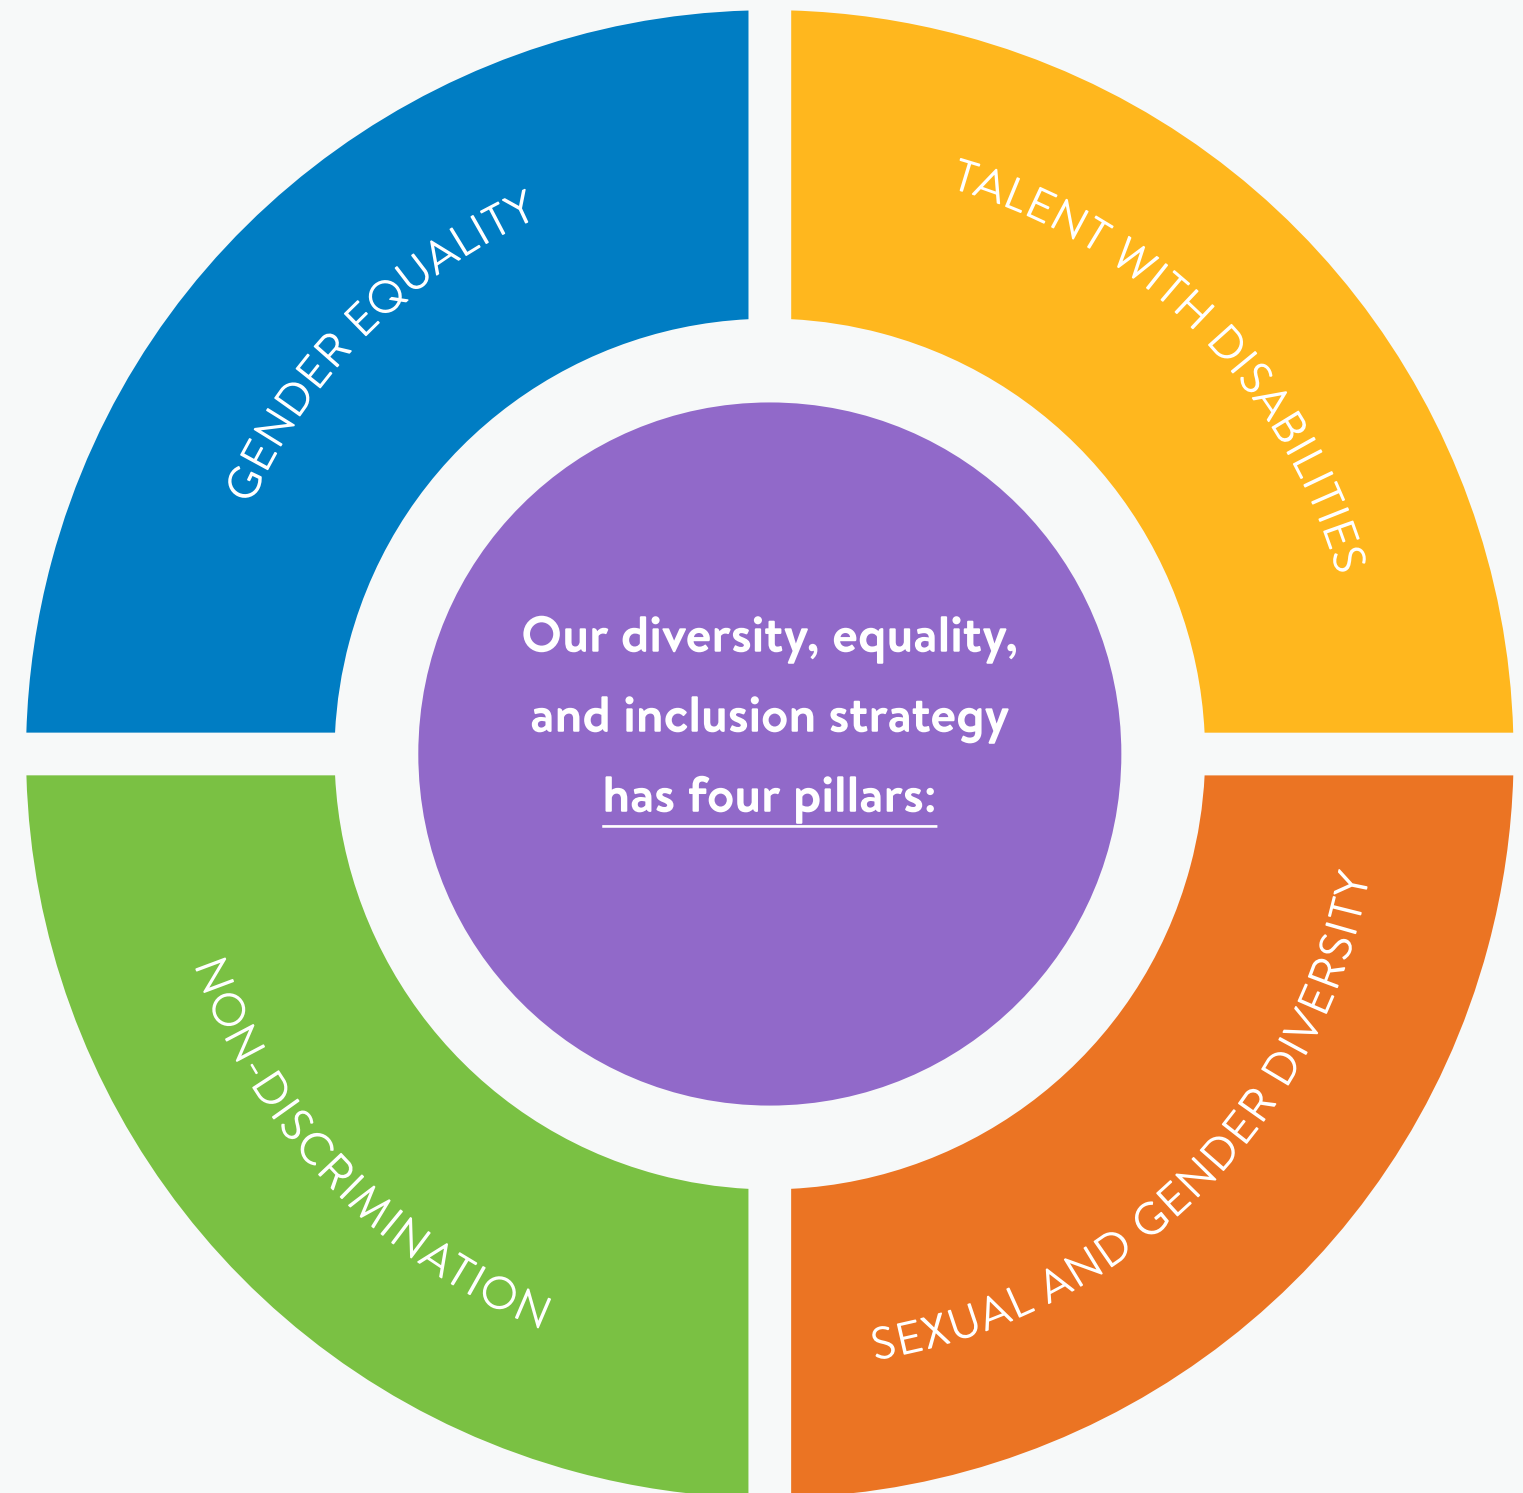 GENDER EQUALITY
TALENT WITH DISABILITIES
Our diversity, equality,
and inclusion strategy
has four pillars:
NON-DISCRIMINATION
SEXUAL AND GENDER DIVERSITY